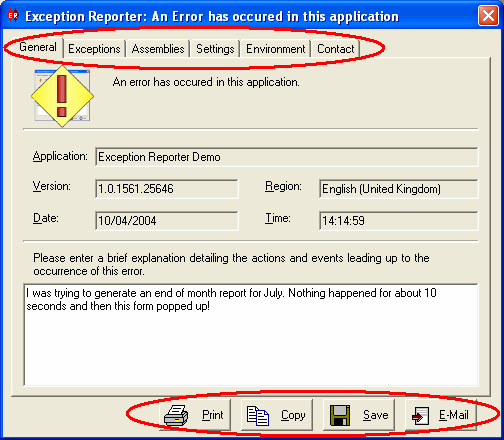 Exception Reporter: An Error has occured in this application
General Exceptions Assemblies Settings Environment Contact
An error has occured in this application.
Application: Exception Reporter Demo
Version: 1.0.1561.25646 Region: English (United Kingdom)
Date: 10/04/2004 Time: 14:14:59
Please enter a brief explanation detailing the actions and events leading up to the
occurrence of this error.
I was trying to generate an end of month report for July. Nothing happened for about 10
seconds and then this form popped up!
Print Copy Save E-Mail